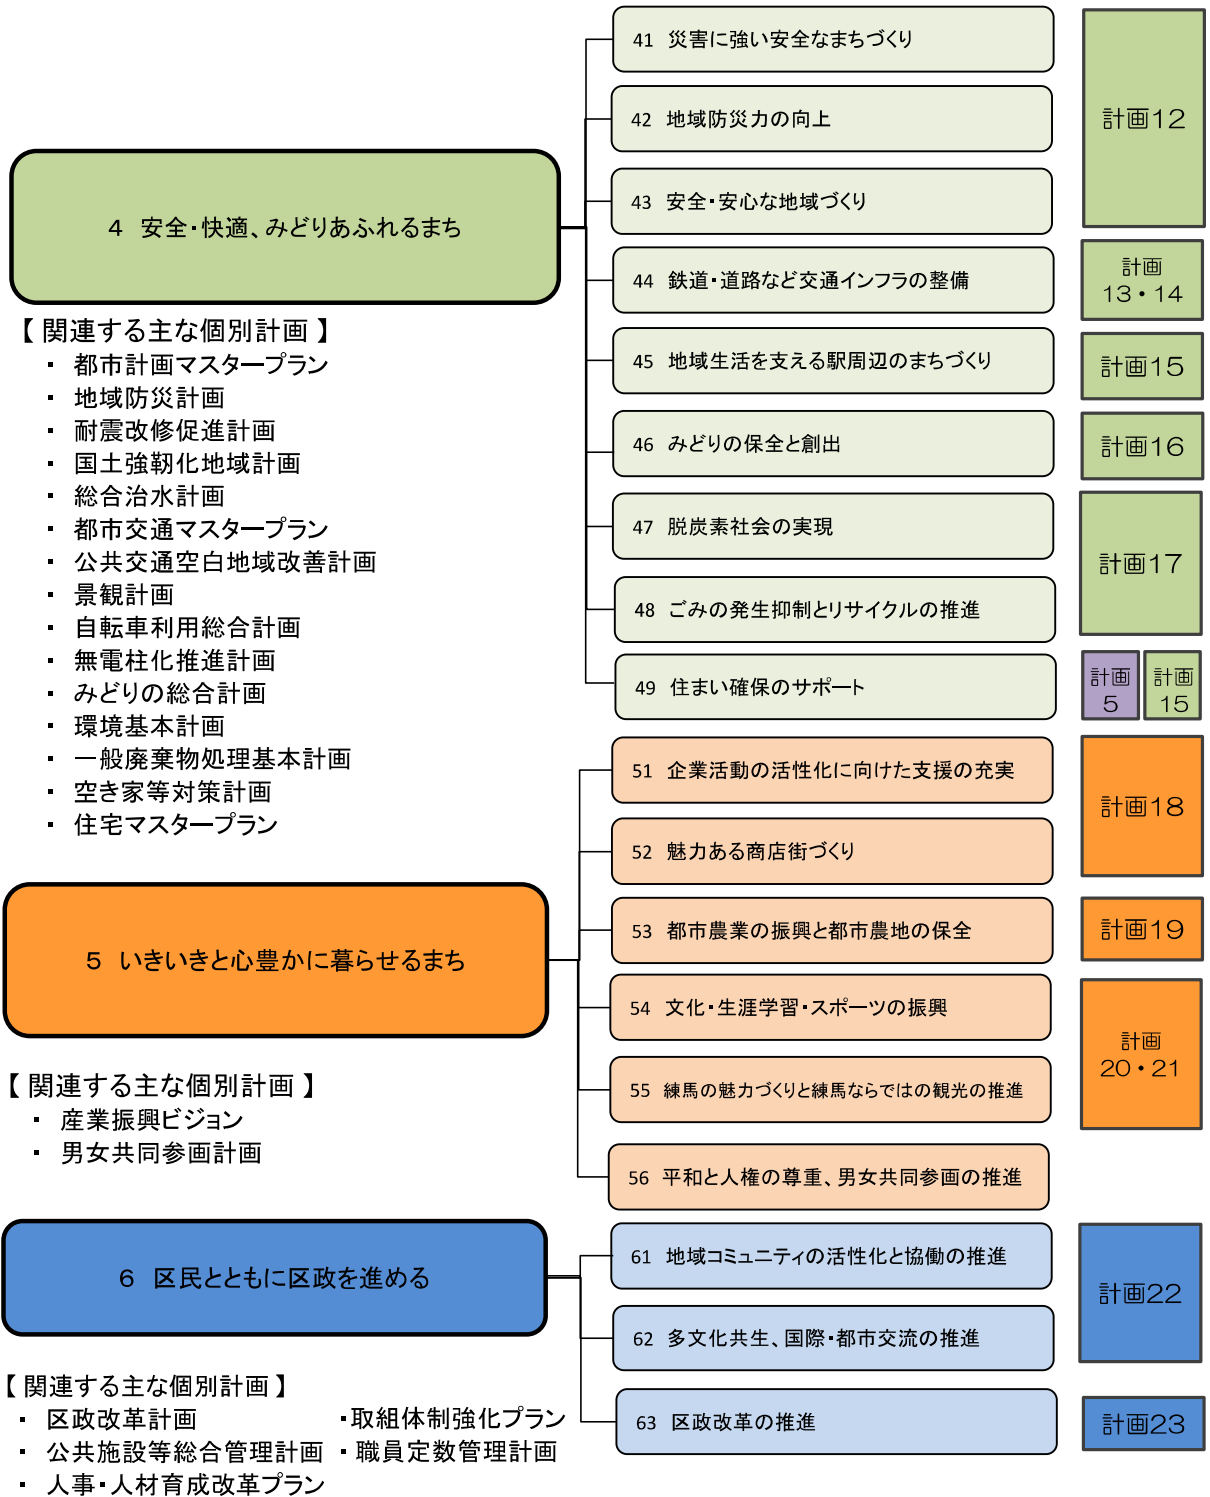 4 安全・快適、みどりあふれるまち
【 関連する主な個別計画 】
・ 都市計画マスタープラン
・ 地域防災計画
・ 耐震改修促進計画
・ 国土強靭化地域計画
・ 総合治水計画
・ 都市交通マスタープラン
・ 公共交通空白地域改善計画
・ 景観計画
・ 自転車利用総合計画
・ 無電柱化推進計画
・ みどりの総合計画
・ 環境基本計画
・ 一般廃棄物処理基本計画
・ 空き家等対策計画
・ 住宅マスタープラン
41 災害に強い安全なまちづくり
42 地域防災力の向上
43 安全・安心な地域づくり
計画12
44 鉄道・道路など交通インフラの整備
計画
13・14
45 地域生活を支える駅周辺のまちづくり
計画15
46 みどりの保全と創出
計画16
47 脱炭素社会の実現
48 ごみの発生抑制とリサイクルの推進
計画17
49 住まい確保のサポート
計画
5
計画
15
5 いきいきと心豊かに暮らせるまち
【 関連する主な個別計画 】
・ 産業振興ビジョン
・ 男女共同参画計画
51 企業活動の活性化に向けた支援の充実
52 魅力ある商店街づくり
計画18
53 都市農業の振興と都市農地の保全
計画19
54 文化・生涯学習・スポーツの振興
55 練馬の魅力づくりと練馬ならではの観光の推進
計画
20・21
56 平和と人権の尊重、男女共同参画の推進
6 区民とともに区政を進める
【 関連する主な個別計画 】
・ 区政改革計画 ・取組体制強化プラン
・ 公共施設等総合管理計画 ・職員定数管理計画
・ 人事・人材育成改革プラン
61 地域コミュニティの活性化と協働の推進
62 多文化共生、国際・都市交流の推進
計画22
63 区政改革の推進
計画23